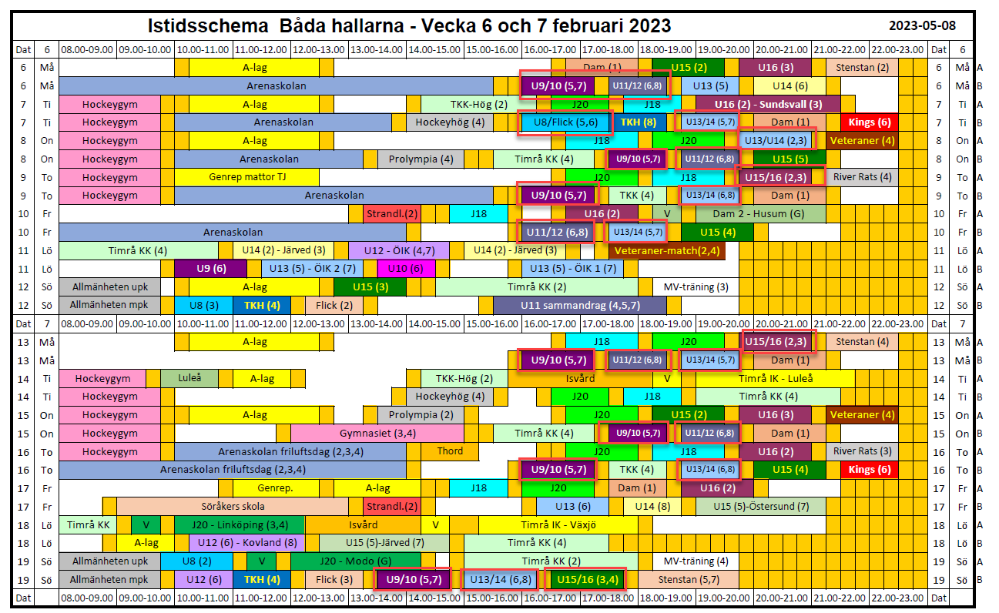 Istidsschema Båda hallarna - Vecka 6 och 7 februari 2023 2023-05-08
Dat 6 08.00-09.00 09.00-10.00 10.00-11.00 11.00-12.00 12.00-13.00 13.00-14.00 14.00-15.00 15.00-16.00 16.00-17.00 17.00-18.00 18.00-19.00 19.00-20.00 20.00-21.00 21.00-22.00 22.00-23.00 Dat 6
6 Må A-lag Dam (1) U15 (2) U16 (3) Stenstan (2) 6 Må A
6 Må Arenaskolan U9/10 (5,7) U11/12 (6,8) U13 (5) U14 (6) 6 Må B
7 Ti Hockeygym A-lag TKK-Hög (2) J20 J18 U16 (2) - Sundsvall (3) 7 Ti A
7 Ti Hockeygym Arenaskolan Hockeyhög (4) U8/Flick (5,6) TKH (8) U13/14 (5,7) Dam (1) Kings (6) 7 Ti B
8 On Hockeygym A-lag J18 J20 U13/U14 (2,3) Veteraner (4) 8 On A
8 On Hockeygym Arenaskolan Prolympia (4) Timrå KK (4) U9/10 (5,7) U11/12 (6,8) U15 (5) 8 On B
9 To Hockeygym Genrep mattor TJ J20 J18 U15/16 (2,3) River Rats (4) 9 To A
9 To Hockeygym Arenaskolan U9/10 (5,7) TKK (4) U13/14 (6,8) Dam (1) 9 To B
10 Fr Strandl.(2) J18 U16 (2) V Dam 2 - Husum (G) 10 Fr A
10 Fr Arenaskolan U11/12 (6,8) U13/14 (5,7) U15 (4) 10 Fr B
11 Lö Timrå KK (4) U14 (2) - Järved (3) U12 - ÖIK (4,7) U14 (2) - Järved (3) Veteraner-match(2,4) 11 Lö A
11 Lö U9 (6) U13 (5) - ÖIK 2 (7) U10 (6) U13 (5) - ÖIK 1 (7) 11 Lö B
12 Sö Allmänheten upk A-lag U15 (3) Timrå KK (2) MV-träning (3) 12 Sö A
12 Sö Allmänheten mpk U8 (3) TKH (4) Flick (2) U11 sammandrag (4,5,7) 12 Sö B
Dat 7 08.00-09.00 09.00-10.00 10.00-11.00 11.00-12.00 12.00-13.00 13.00-14.00 14.00-15.00 15.00-16.00 16.00-17.00 17.00-18.00 18.00-19.00 19.00-20.00 20.00-21.00 21.00-22.00 22.00-23.00 Dat 7
13 Må A-lag J18 J20 U15/16 (2,3) Stenstan (4) 13 Må A
13 Må U9/10 (5,7) U11/12 (6,8) U13/14 (5,7) Dam (1) 13 Må B
14 Ti Hockeygym Luleå A-lag TKK-Hög (2) Isvård V Timrå IK - Luleå 14 Ti A
14 Ti Hockeygym Hockeyhög (4) J20 J18 Timrå KK (4) 14 Ti B
15 On Hockeygym A-lag Prolympia (2) J20 U15 (2) U16 (3) Veteraner (4) 15 On A
15 On Hockeygym Gymnasiet (3,4) Timrå KK (4) U9/10 (5,7) U11/12 (6,8) Dam (1) 15 On B
16 To Hockeygym Arenaskolan friluftsdag (2,3,4) Thord J20 J18 U16 (2) River Rats (3) 16 To A
16 To Arenaskolan friluftsdag (2,3,4) U9/10 (5,7) TKK (4) U13/14 (6,8) U15 (4) Kings (6) 16 To B
17 Fr Genrep. A-lag J18 J20 Dam (1) U16 (2) 17 Fr A
17 Fr Söråkers skola Strandl.(2) U13 (6) U14 (8) U15 (5)-Östersund (7) 17 Fr B
18 Lö Timrå KK V J20 - Linköping (3,4) Isvård V Timrå IK - Växjö 18 Lö A
18 Lö A-lag U12 (6) - Kovland (8) U15 (5)-Järved (7) Timrå KK (4) 18 Lö B
19 Sö Allmänheten upk U8 (2) V J20 - Modo (G) Timrå KK (2) MV-träning (4) 19 Sö A
19 Sö Allmänheten mpk U12 (6) TKH (4) Flick (3) U9/10 (5,7) U13/14 (6,8) U15/16 (3,4) Stenstan (5,7) 19 Sö B
Dat 08.00-09.00 09.00-10.00 10.00-11.00 11.00-12.00 12.00-13.00 13.00-14.00 14.00-15.00 15.00-16.00 16.00-17.00 17.00-18.00 18.00-19.00 19.00-20.00 20.00-21.00 21.00-22.00 22.00-23.00 Dat